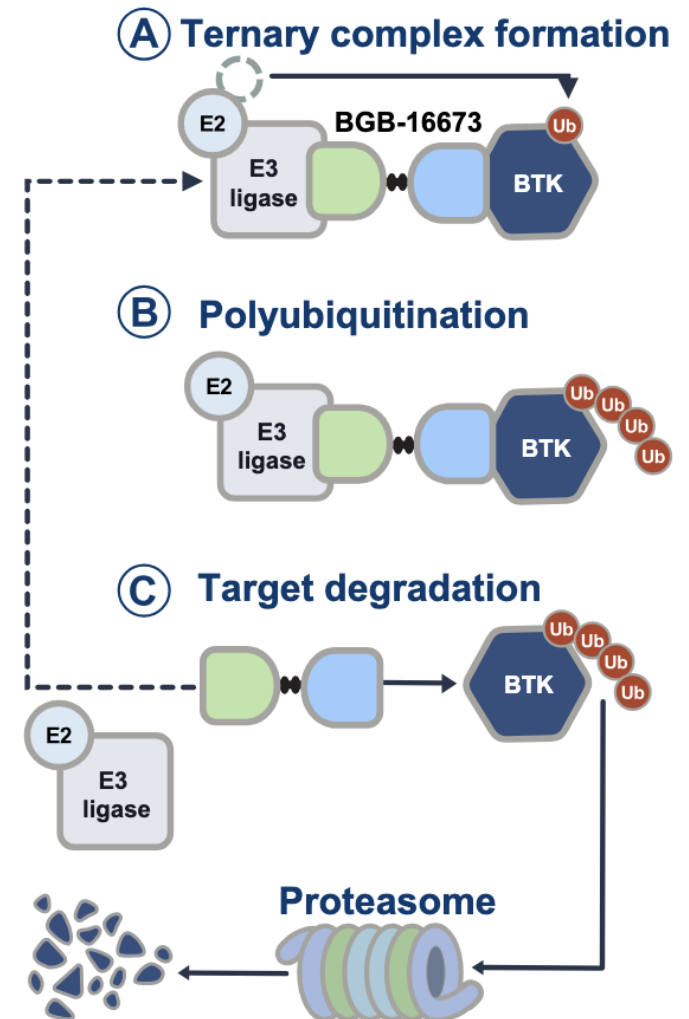 A Ternary complex formation
E2
BGB-16673
Ub
E3
ligase
BTK
B Polyubiquitination
E2
Ub
Ub
Ub
Ub
E3
ligase
BTK
C Target degradation
Ub
Ub
Ub
Ub
BTK
E2
E3
ligase
Proteasome